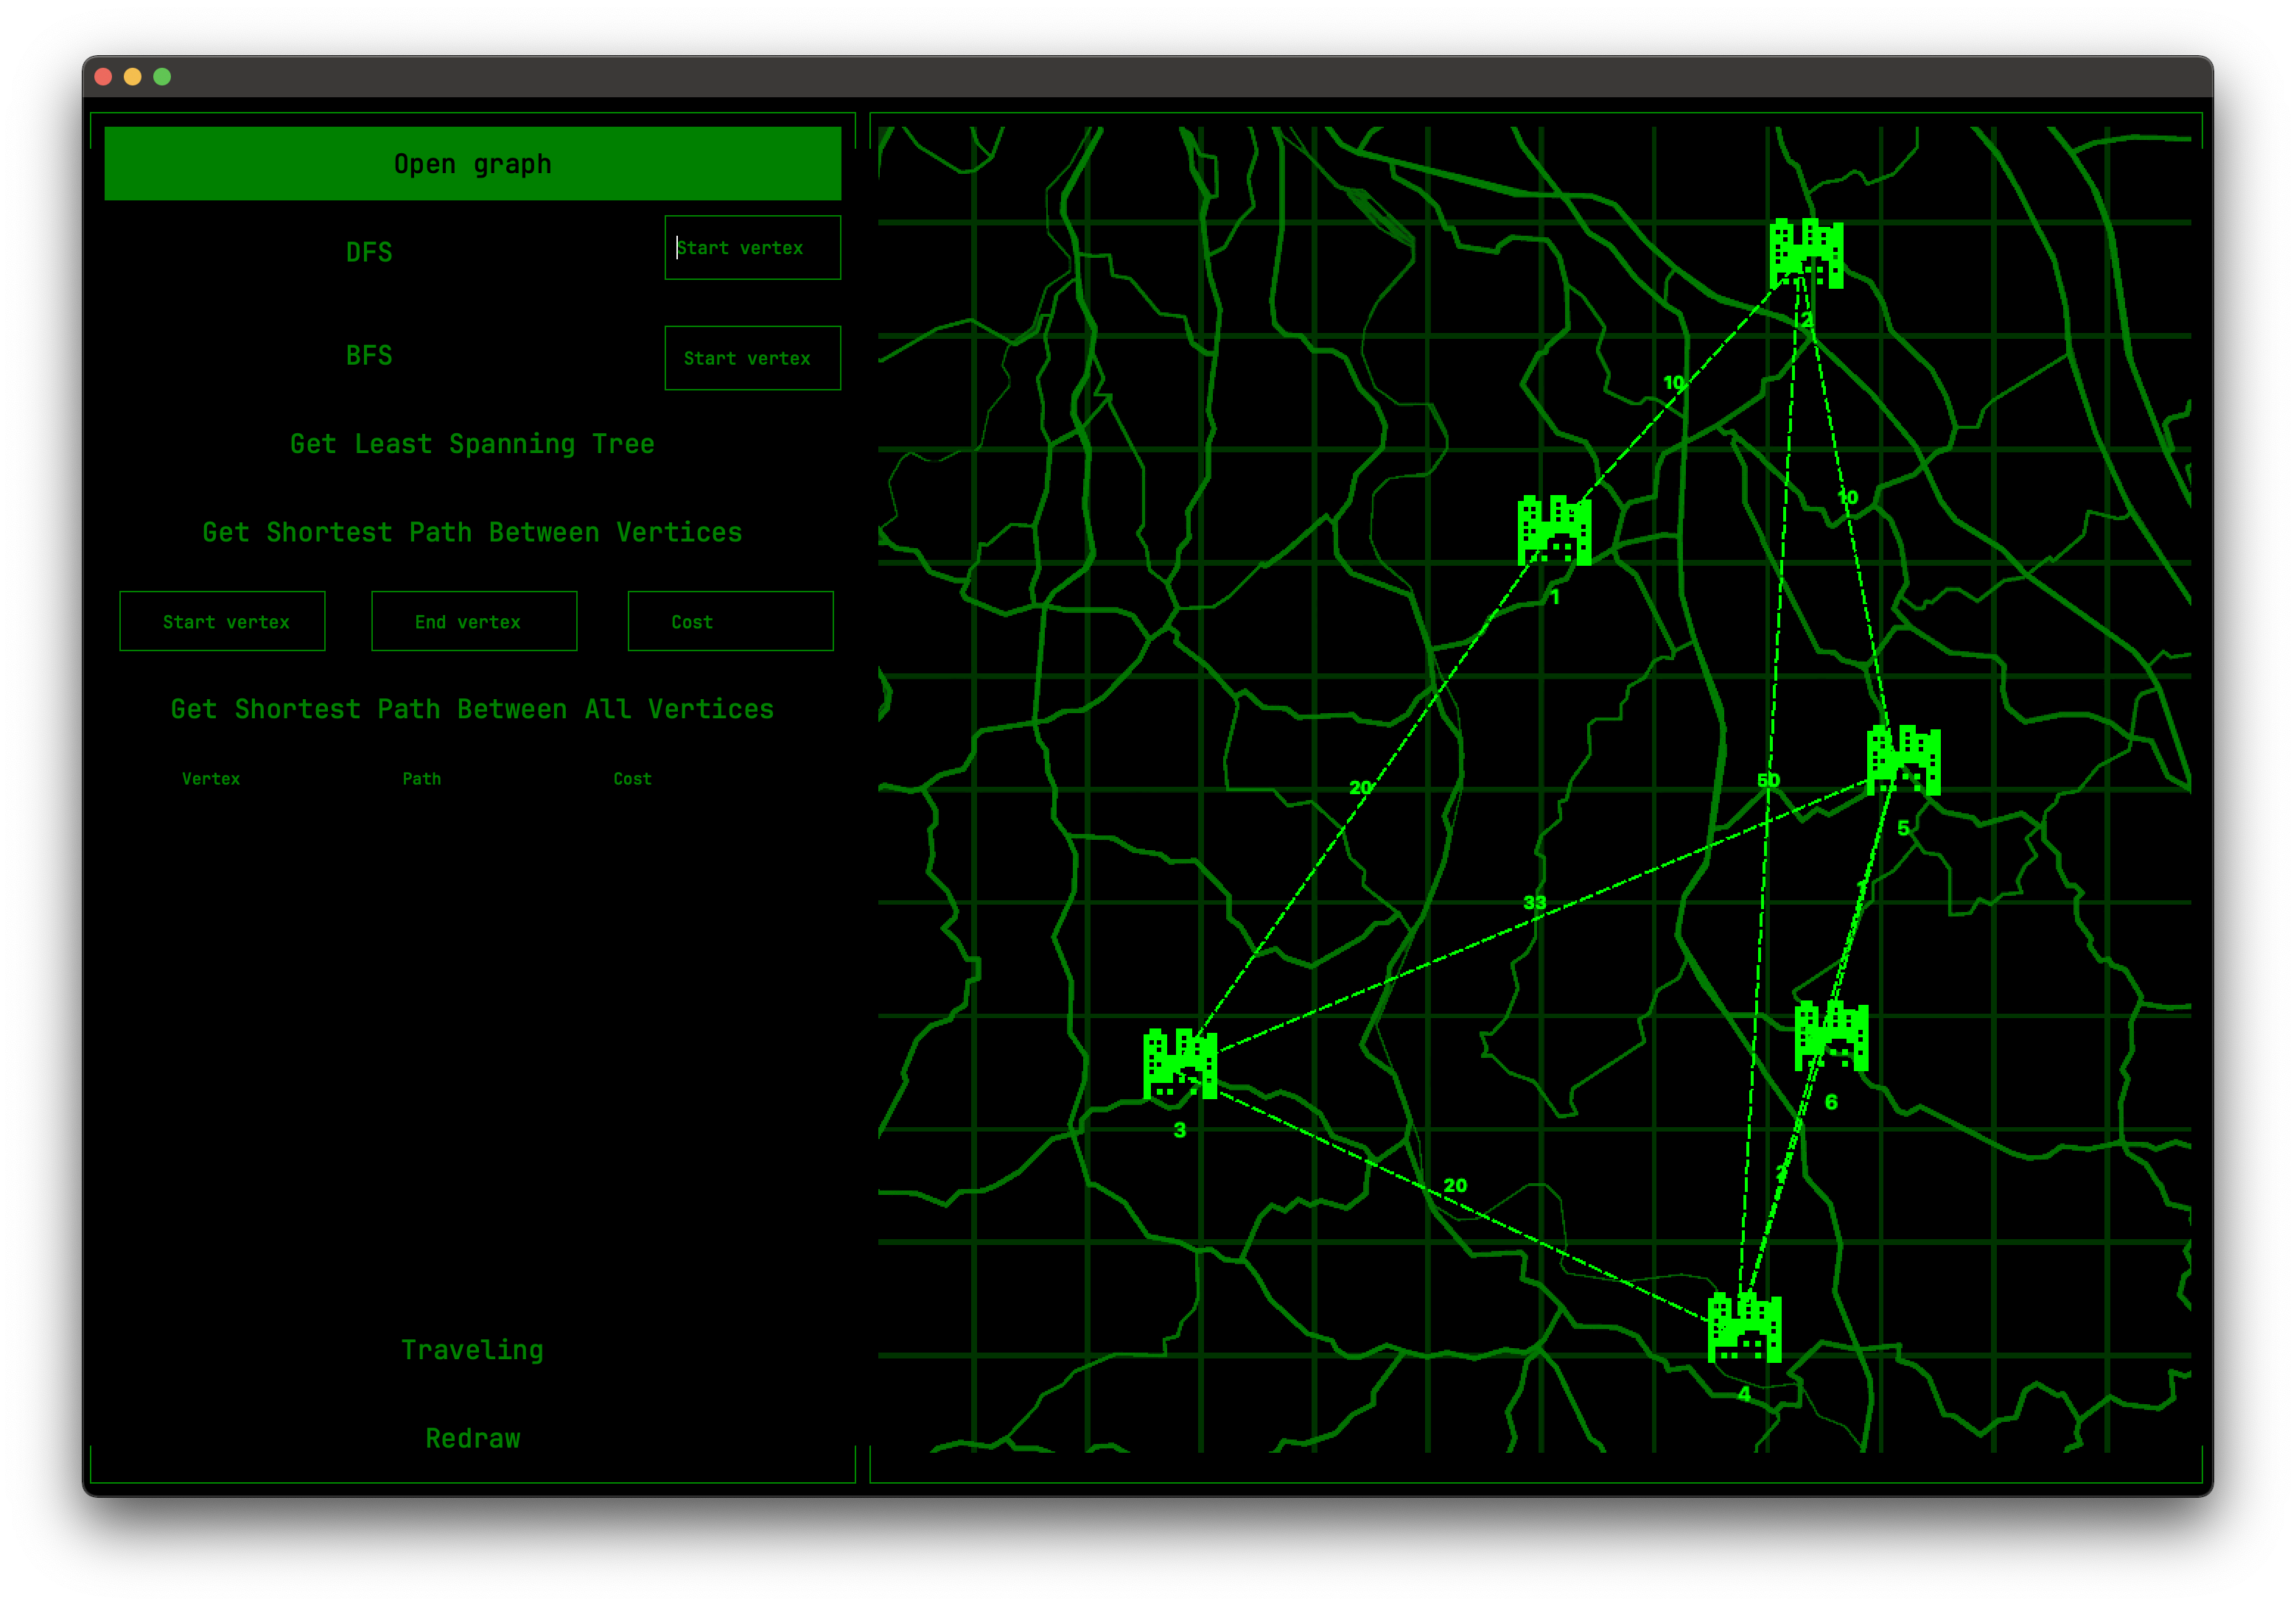 Open graph
DFS
Start vertex
BFS
Start vertex
Get Least Spanning Tree
Get Shortest Path Between Vertices
Start vertex
End vertex
Cost
Get Shortest Path Between All Vertices
Vertex
Path
Cost
Traveling
Redraw
2
10
10
1
50
20
5
33
6
3
20
4